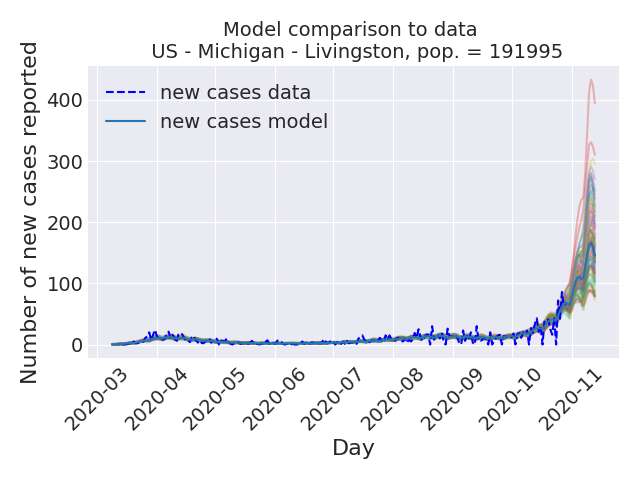 Model comparison to data
US - Michigan - Livingston, pop. = 191995
Number of new cases reported
400
300
200
100
0
new cases data
new cases model
2020-03
2020-04
2020-05
2020-06
2020-07
2020-08
2020-09
2020-10
2020-11
Day